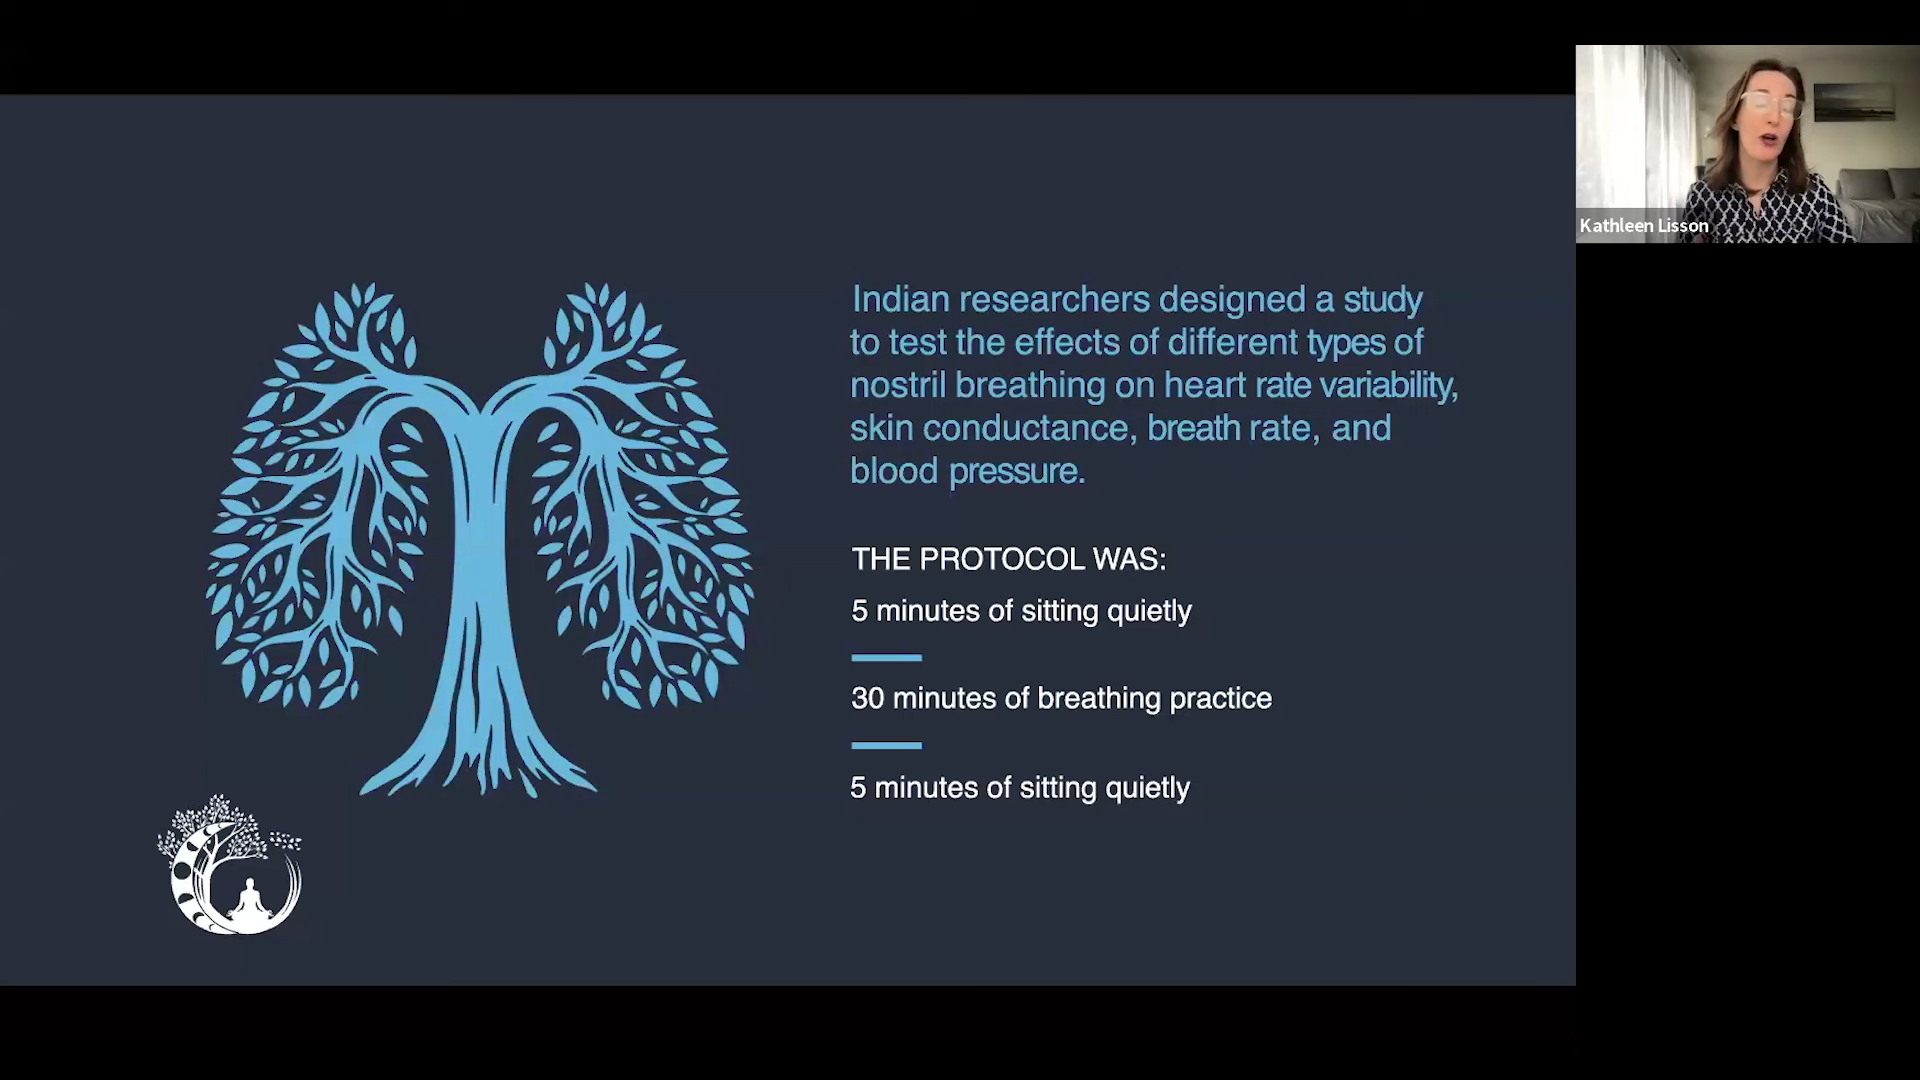 Indian researchers designed a study
to test the effects of different types of
nostril breathing on heart rate variability,
skin conductance, breath rate, and
blood pressure.
THE PROTOCOL WAS:
5 minutes of sitting quietly
30 minutes of breathing practice
5 minutes of sitting quietly
Kathleen Lisson